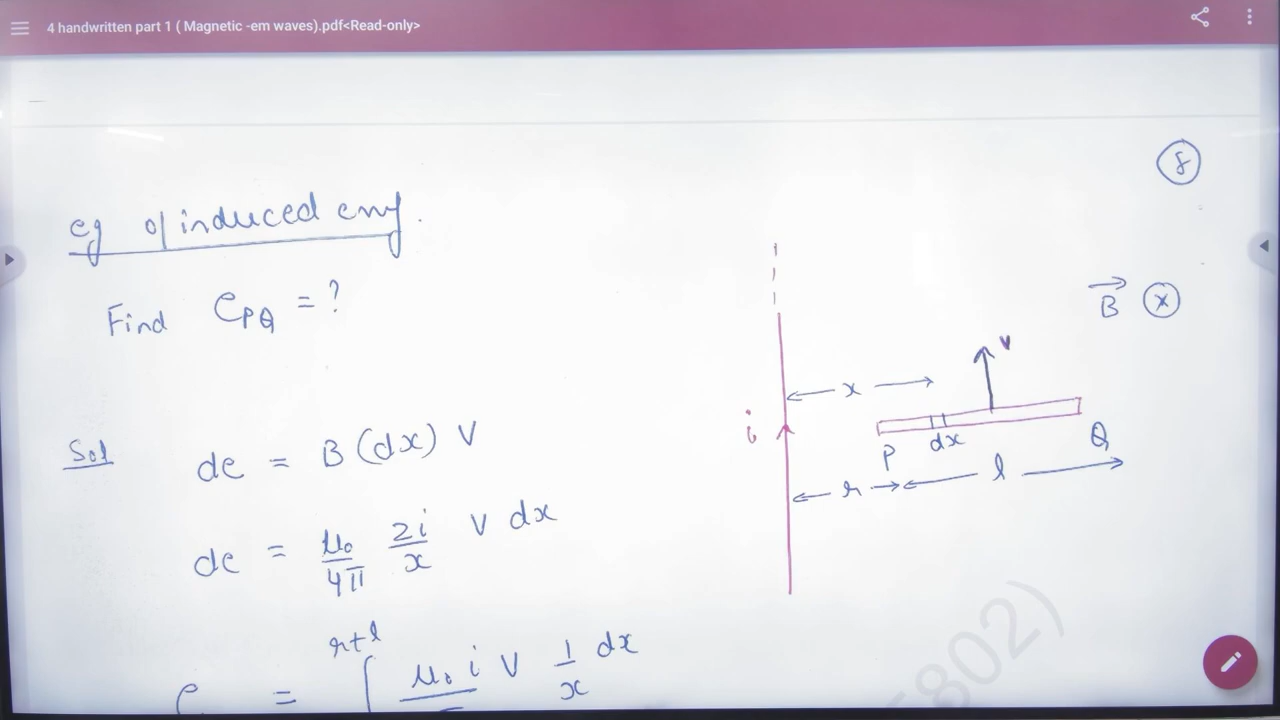 4 handwritten part 1 ( Magnetic -em waves).pdf<Read-only>
8
eg of induced emf.
Find e_PQ = ?
B ⊗
v
x
i
P dx Q
r l
Sol de = B (dx) V
de = μ₀/4π 2i/x V dx
r+l
e = ∫ μ₀ i V 1/x dx
5802)